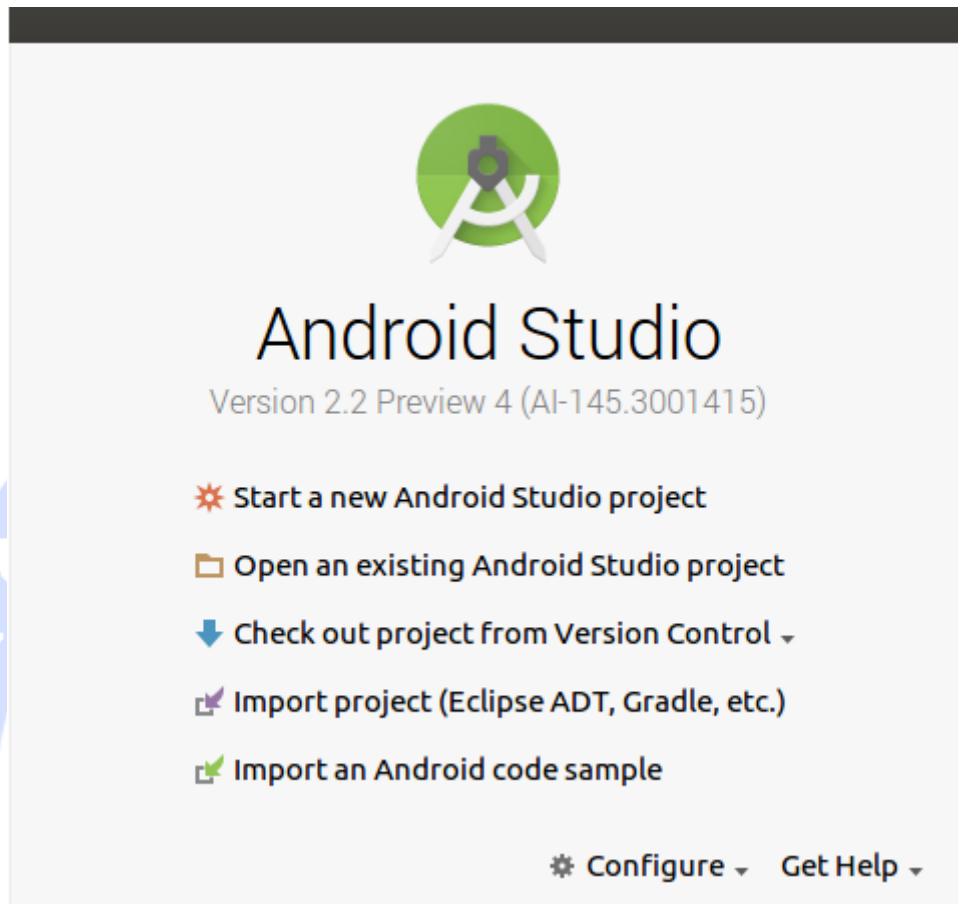 Android Studio
Version 2.2 Preview 4 (AI-145.3001415)
Start a new Android Studio project
Open an existing Android Studio project
Check out project from Version Control
Import project (Eclipse ADT, Gradle, etc.)
Import an Android code sample
Configure Get Help